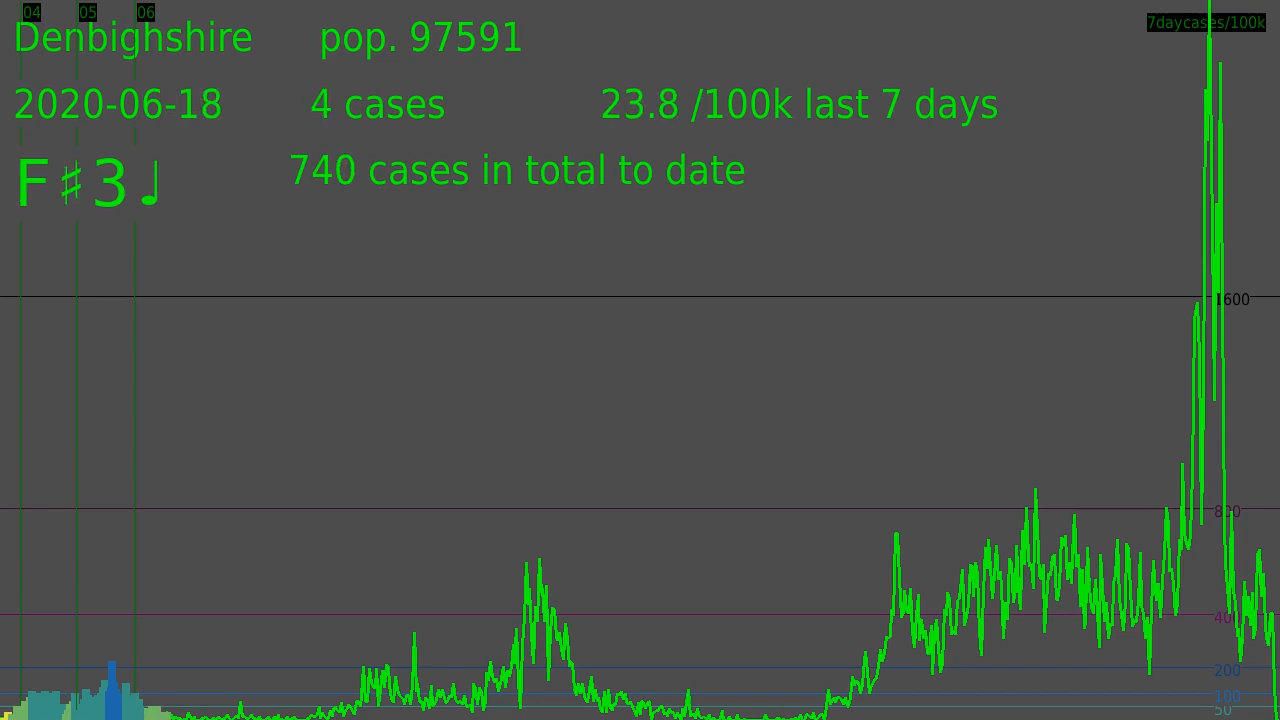 04 05 06
7daycases/100k
Denbighshire pop. 97591
2020-06-18 4 cases 23.8 /100k last 7 days
F♯3♩ 740 cases in total to date
1600
800
400
200
100
50